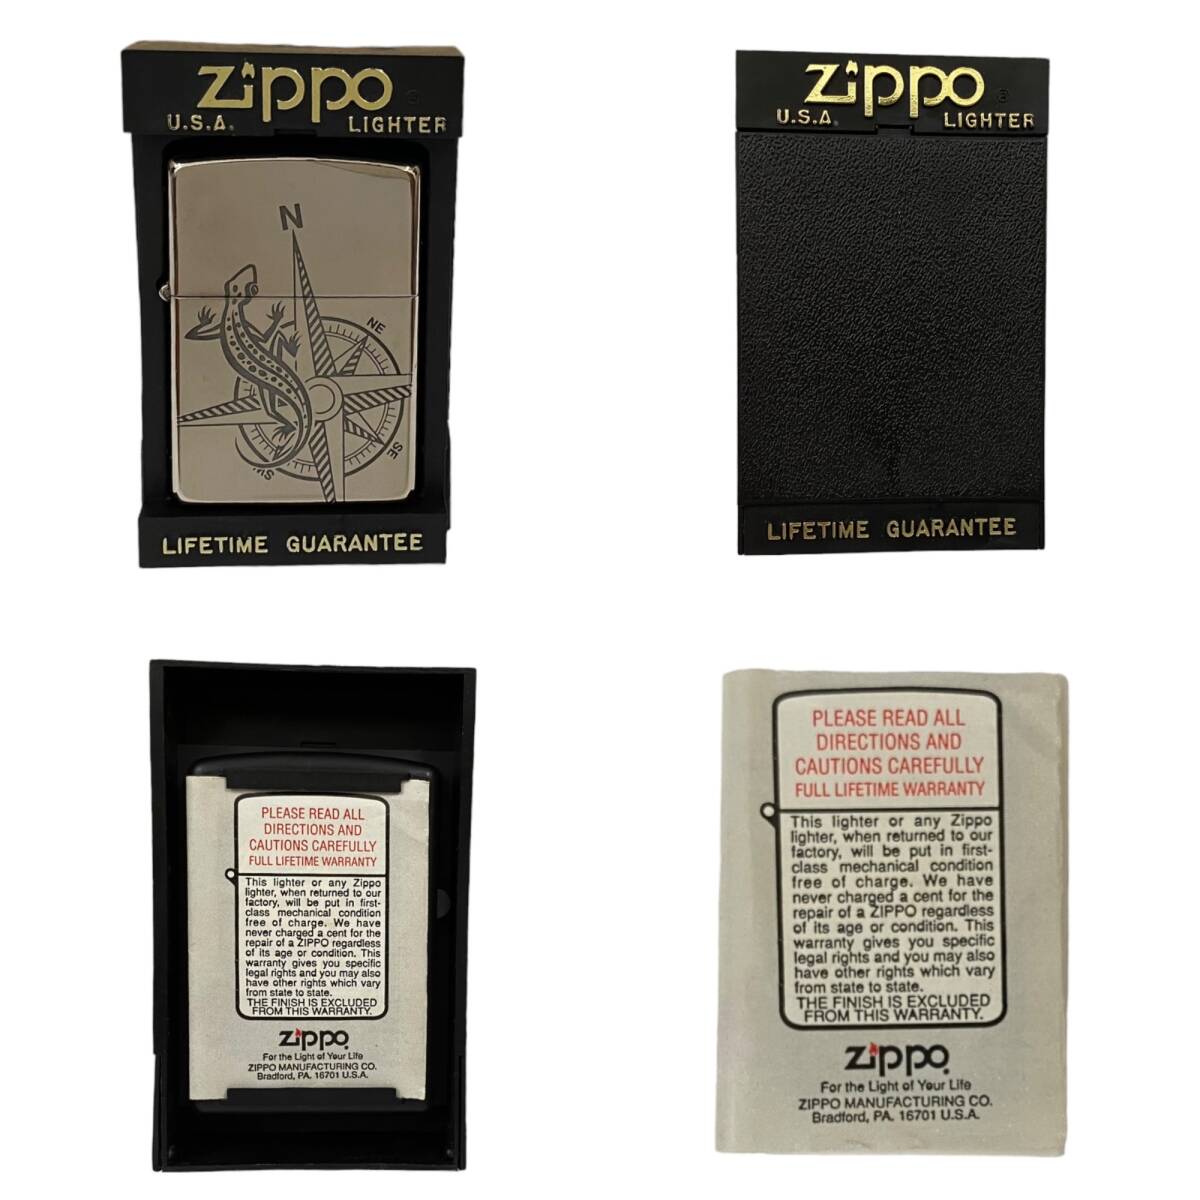 zippo
U.S.A. LIGHTER
N
NE
SE
SW
LIFETIME GUARANTEE
zippo
U.S.A. LIGHTER
LIFETIME GUARANTEE
PLEASE READ ALL
DIRECTIONS AND
CAUTIONS CAREFULLY
FULL LIFETIME WARRANTY
This lighter or any Zippo
lighter, when returned to our
factory, will be put in first-
class mechanical condition
free of charge. We have
never charged a cent for the
repair of a ZIPPO regardless
of its age or condition. This
warranty gives you specific
legal rights and you may also
have other rights which vary
from state to state.
THE FINISH IS EXCLUDED
FROM THIS WARRANTY.
zippo
For the Light of Your Life
ZIPPO MANUFACTURING CO.
Bradford, PA. 16701 U.S.A.
PLEASE READ ALL
DIRECTIONS AND
CAUTIONS CAREFULLY
FULL LIFETIME WARRANTY
This lighter or any Zippo
lighter, when returned to our
factory, will be put in first-
class mechanical condition
free of charge. We have
never charged a cent for the
repair of a ZIPPO regardless
of its age or condition. This
warranty gives you specific
legal rights and you may also
have other rights which vary
from state to state.
THE FINISH IS EXCLUDED
FROM THIS WARRANTY.
zippo
For the Light of Your Life
ZIPPO MANUFACTURING CO.
Bradford, PA. 16701 U.S.A.